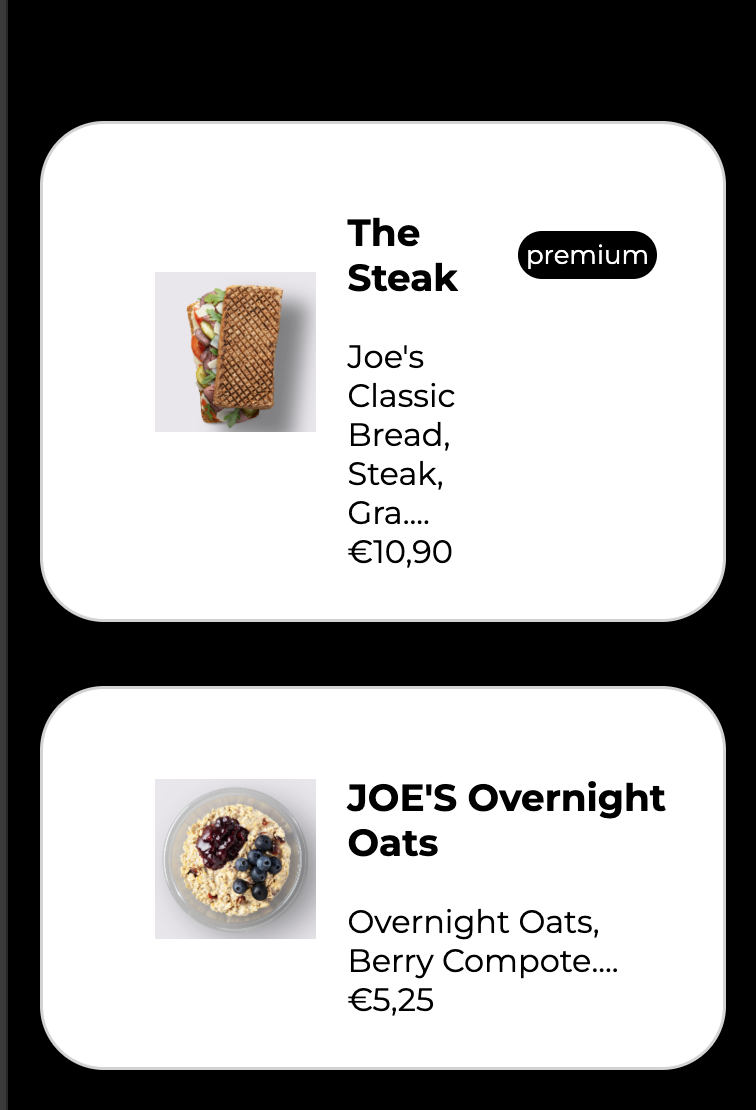 The
Steak
premium
Joe's
Classic
Bread,
Steak,
Gra....
€10,90
JOE'S Overnight
Oats
Overnight Oats,
Berry Compote....
€5,25